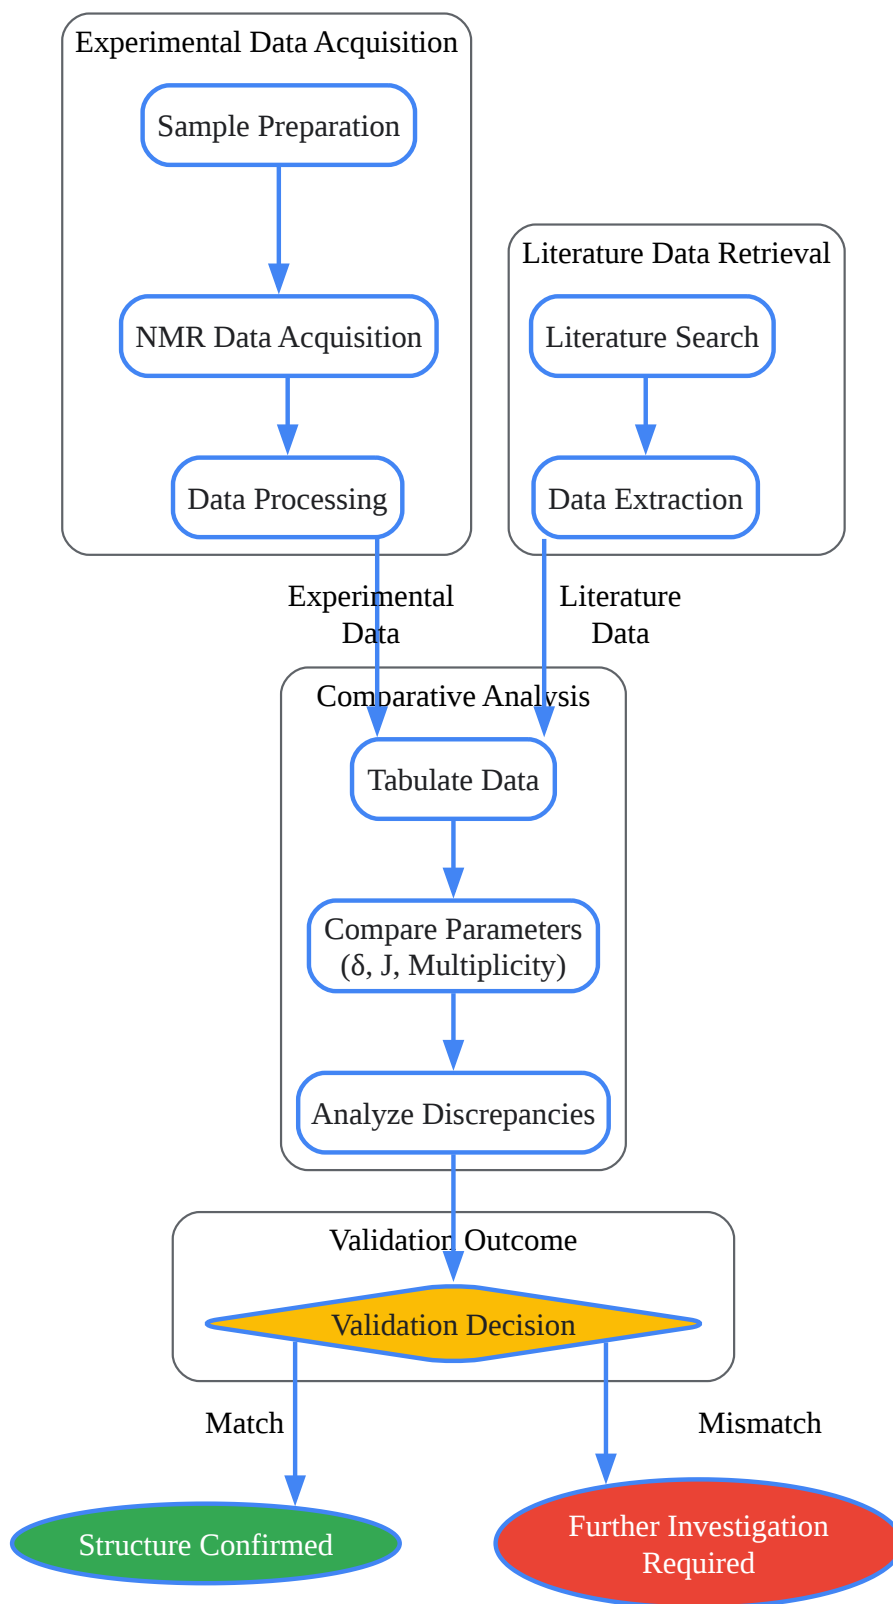 Experimental Data Acquisition
Sample Preparation
NMR Data Acquisition
Data Processing
Literature Data Retrieval
Literature Search
Data Extraction
Experimental
Data
Literature
Data
Comparative Analysis
Tabulate Data
Compare Parameters
(δ, J, Multiplicity)
Analyze Discrepancies
Validation Outcome
Validation Decision
Match
Mismatch
Structure Confirmed
Further Investigation
Required